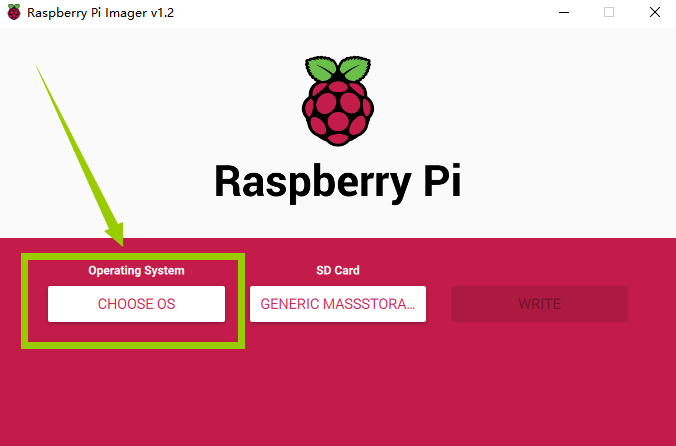 Raspberry Pi Imager v1.2
Raspberry Pi
Operating System
SD Card
CHOOSE OS
GENERIC MASSSTORA...
WRITE